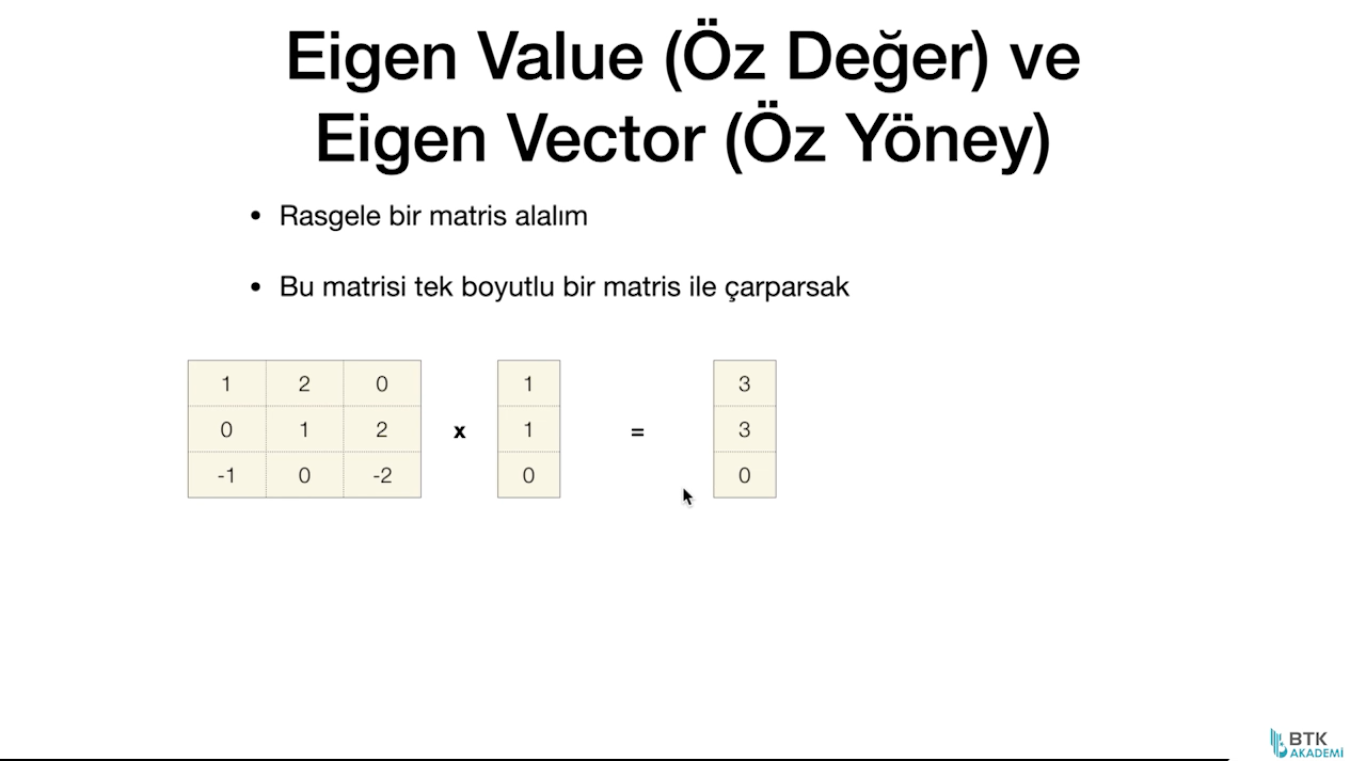 Eigen Value (Öz Değer) ve
Eigen Vector (Öz Yöney)
• Rasgele bir matris alalım
• Bu matrisi tek boyutlu bir matris ile çarparsak
1 2 0 1 3
0 1 2 x 1 = 3
-1 0 -2 0 0
BTK
AKADEMİ